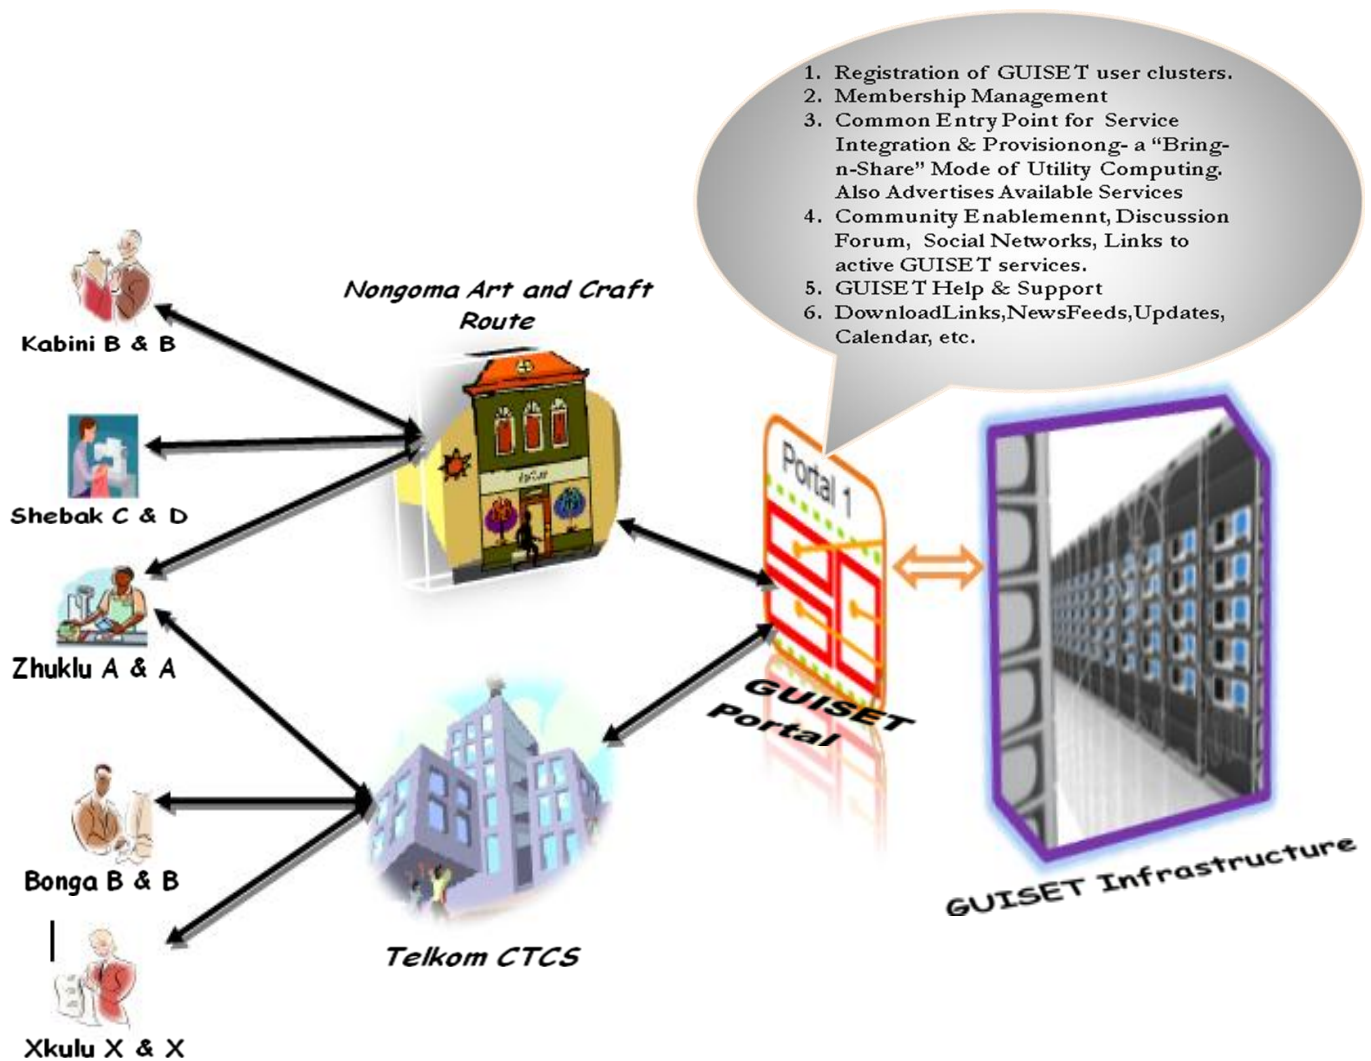 1. Registration of GUISET user clusters.
2. Membership Management
3. Common Entry Point for Service
Integration & Provisionong- a “Bring-
n-Share” Mode of Utility Computing.
Also Advertises Available Services
4. Community Enablemennt, Discussion
Forum, Social Networks, Links to
active GUISET services.
5. GUISET Help & Support
6. DownloadLinks,NewsFeeds,Updates,
Calendar, etc.
Nongoma Art and Craft
Route
Kabini B & B
Shebak C & D
Zhuklu A & A
Bonga B & B
Xkulu X & X
Telkom CTCS
Portal 1
GUISET
Portal
GUISET Infrastructure